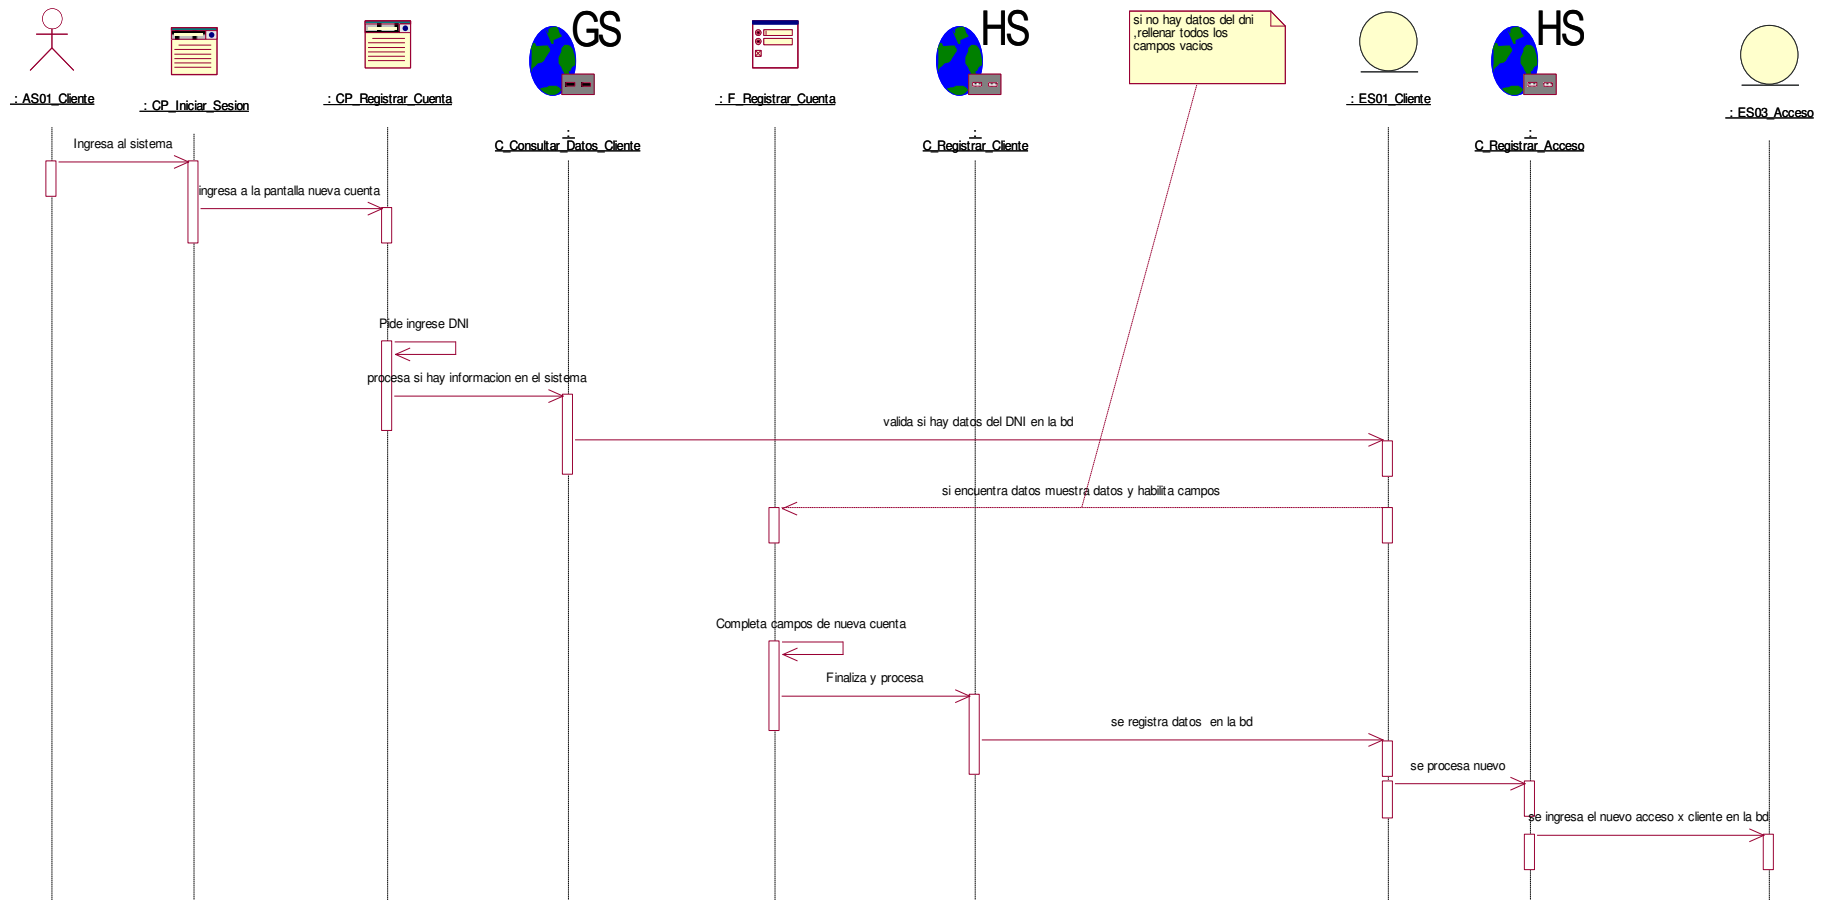 GS
HS
si no hay datos del dni
,rellenar todos los
campos vacios
HS
: AS01_Cliente
: CP_Iniciar_Sesion
: CP_Registrar_Cuenta
:
C_Consultar_Datos_Cliente
: F_Registrar_Cuenta
:
C_Registrar_Cliente
: ES01_Cliente
:
C_Registrar_Acceso
: ES03_Acceso
Ingresa al sistema
ingresa a la pantalla nueva cuenta
Pide ingrese DNI
procesa si hay informacion en el sistema
valida si hay datos del DNI en la bd
si encuentra datos muestra datos y habilita campos
Completa campos de nueva cuenta
Finaliza y procesa
se registra datos  en la bd
se procesa nuevo
se ingresa el nuevo acceso x cliente en la bd